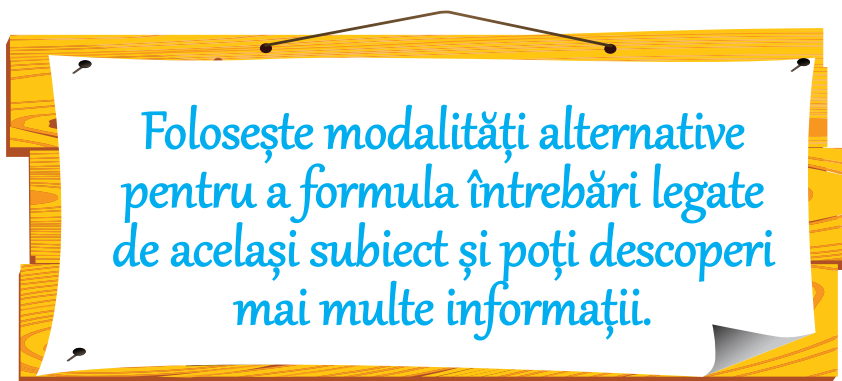 Folosește modalități alternative
pentru a formula întrebări legate
de același subiect și poți descoperi
mai multe informații.